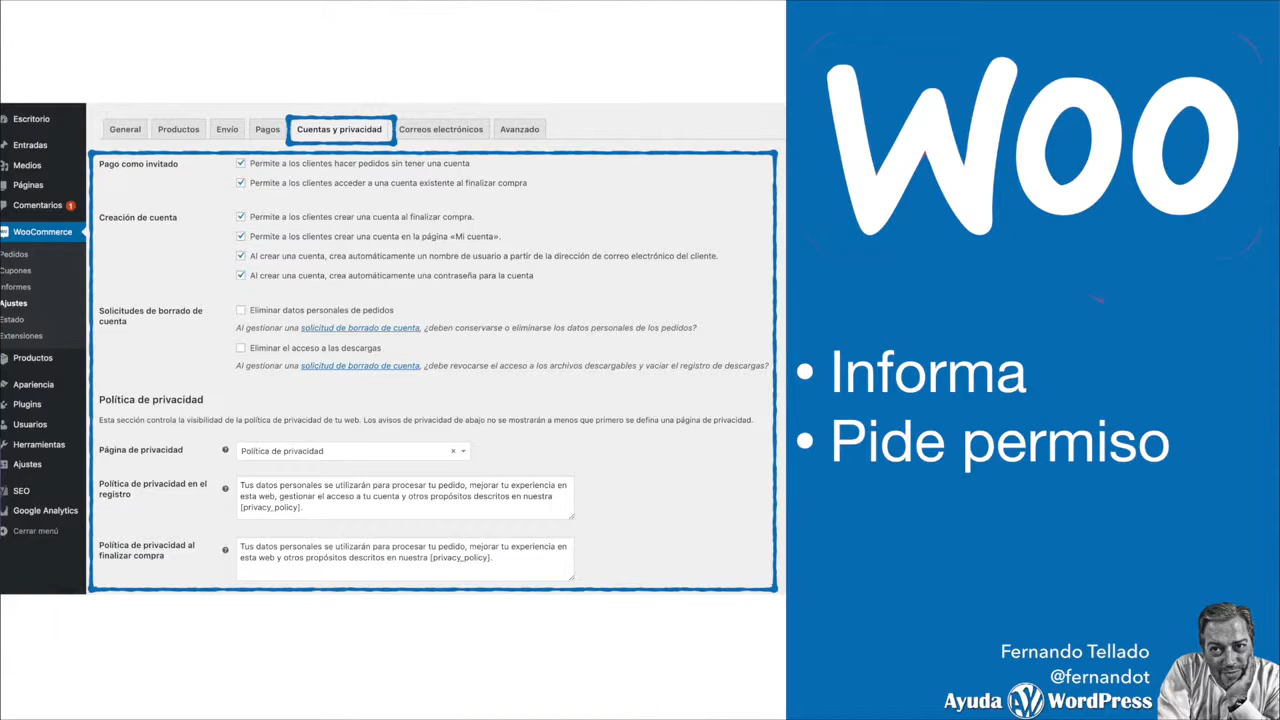 Escritorio
Entradas
Medios
Páginas
Comentarios 1
WooCommerce
Pedidos
Cupones
Informes
Ajustes
Estado
Extensiones
Productos
Apariencia
Plugins
Usuarios
Herramientas
Ajustes
SEO
Google Analytics
Cerrar menú
General Productos Envío Pagos Cuentas y privacidad Correos electrónicos Avanzado
Pago como invitado
Permite a los clientes hacer pedidos sin tener una cuenta
Permite a los clientes acceder a una cuenta existente al finalizar compra
Creación de cuenta
Permite a los clientes crear una cuenta al finalizar compra.
Permite a los clientes crear una cuenta en la página «Mi cuenta».
Al crear una cuenta, crea automáticamente un nombre de usuario a partir de la dirección de correo electrónico del cliente.
Al crear una cuenta, crea automáticamente una contraseña para la cuenta
Solicitudes de borrado de
cuenta
Eliminar datos personales de pedidos
Al gestionar una solicitud de borrado de cuenta, ¿deben conservarse o eliminarse los datos personales de los pedidos?
Eliminar el acceso a las descargas
Al gestionar una solicitud de borrado de cuenta, ¿debe revocarse el acceso a los archivos descargables y vaciar el registro de descargas?
Política de privacidad
Esta sección controla la visibilidad de la política de privacidad de tu web. Los avisos de privacidad de abajo no se mostrarán a menos que primero se defina una página de privacidad.
Página de privacidad
Política de privacidad ×
Política de privacidad en el
registro
Tus datos personales se utilizarán para procesar tu pedido, mejorar tu experiencia en
esta web, gestionar el acceso a tu cuenta y otros propósitos descritos en nuestra
[privacy_policy].
Política de privacidad al
finalizar compra
Tus datos personales se utilizarán para procesar tu pedido, mejorar tu experiencia en
esta web y otros propósitos descritos en nuestra [privacy_policy].
Woo
• Informa
• Pide permiso
Fernando Tellado
@fernandot
Ayuda WordPress